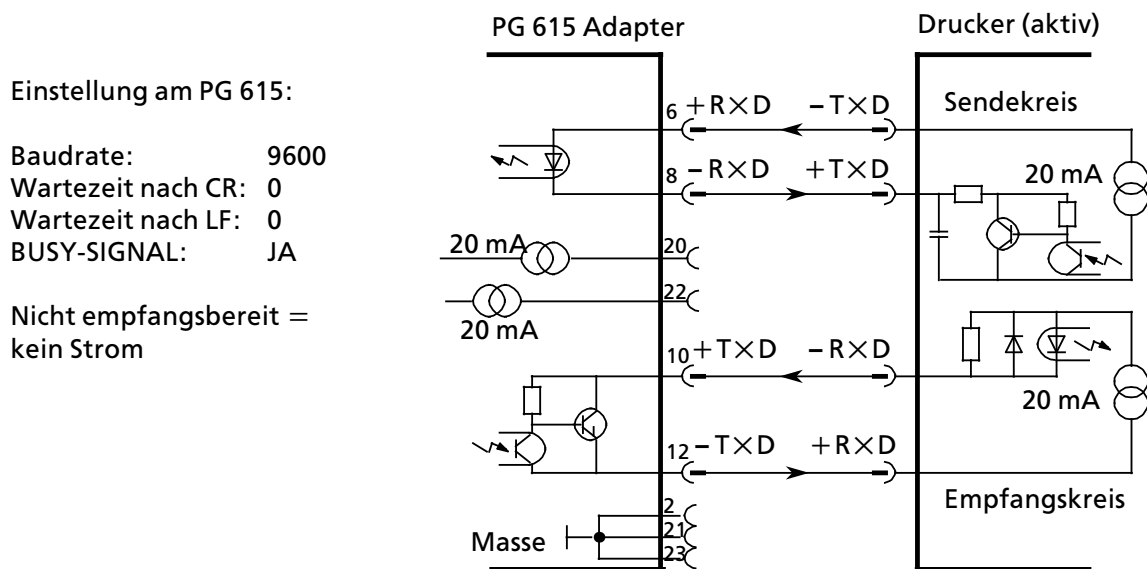 PG 615 Adapter
Drucker (aktiv)
Einstellung am PG 615:
Baudrate: 9600
Wartezeit nach CR: 0
Wartezeit nach LF: 0
BUSY-SIGNAL: JA
Nicht empfangsbereit =
kein Strom
6 +R×D −T×D
Sendekreis
8 −R×D +T×D
20 mA
20 mA
20
22
20 mA
10 +T×D −R×D
20 mA
12 −T×D +R×D
Empfangskreis
2
Masse
21
23